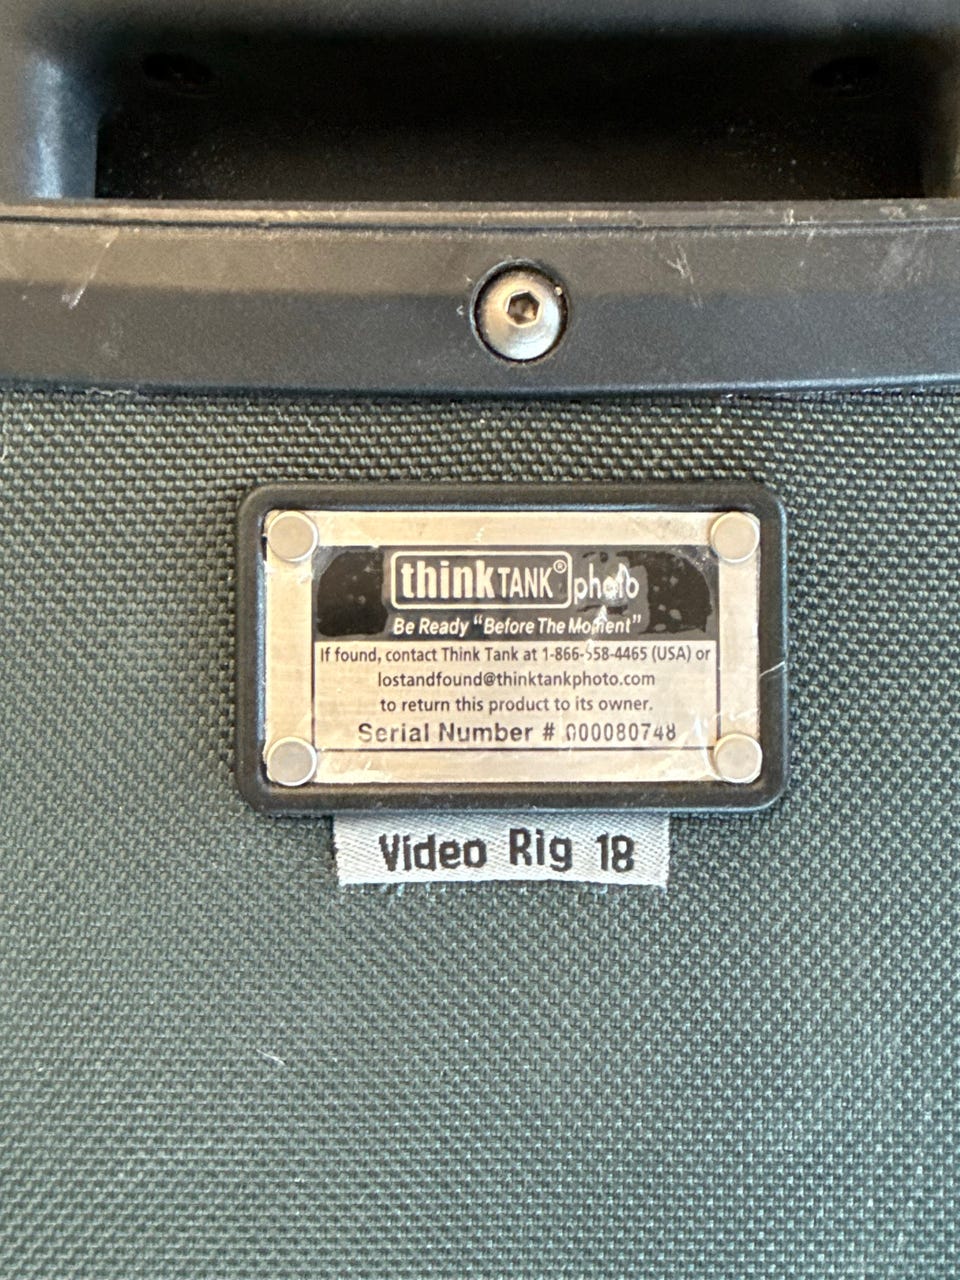 thinkTANK® photo
Be Ready "Before The Moment"
If found, contact Think Tank at 1-866-558-4465 (USA) or
lostandfound@thinktankphoto.com
to return this product to its owner.
Serial Number # 000080748
Video Rig 18